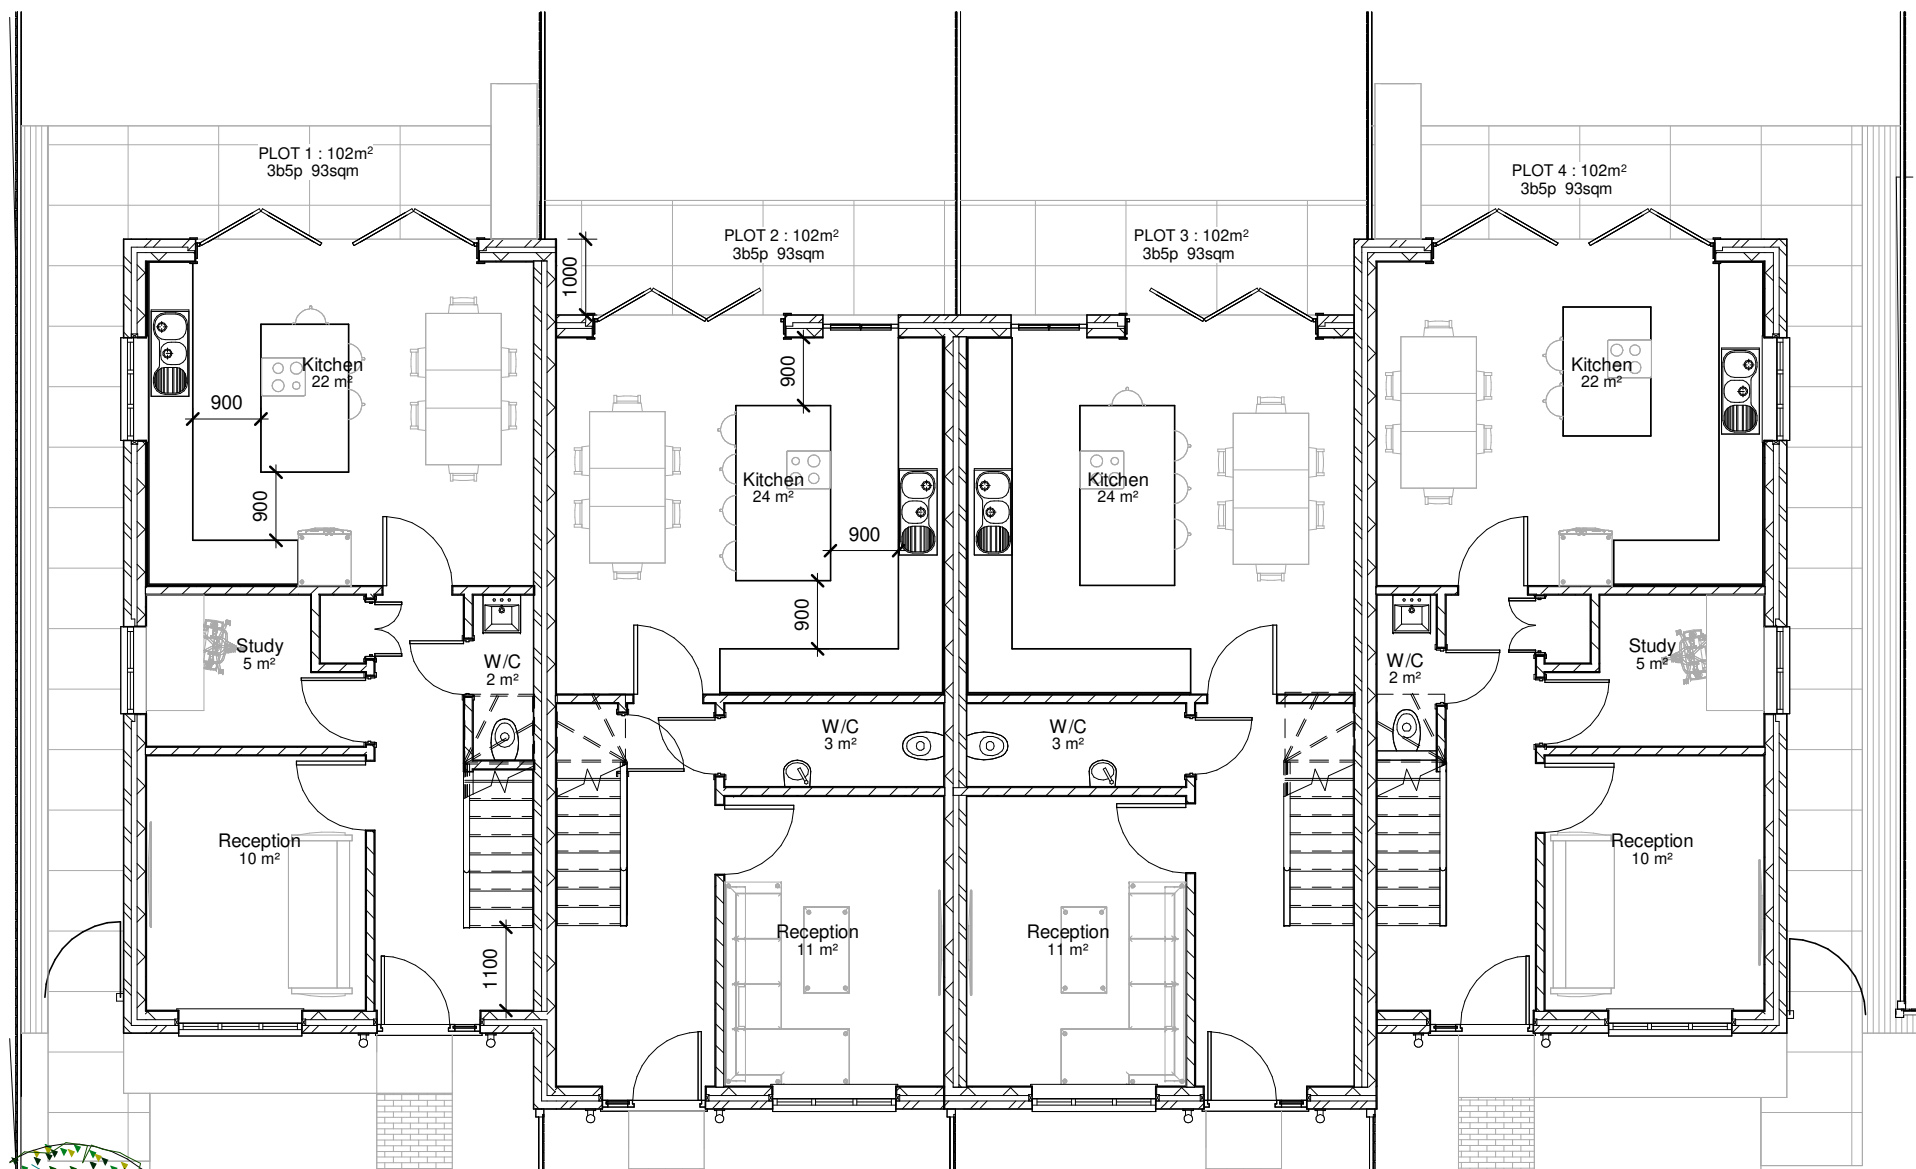 PLOT 1 : 102m²
3b5p 93sqm
PLOT 2 : 102m²
3b5p 93sqm
PLOT 3 : 102m²
3b5p 93sqm
PLOT 4 : 102m²
3b5p 93sqm
1000
Kitchen
22 m²
900
900
Kitchen
24 m²
900
900
900
Kitchen
24 m²
Kitchen
22 m²
Study
5 m²
W/C
2 m²
W/C
3 m²
W/C
3 m²
W/C
2 m²
Study
5 m²
Reception
10 m²
1100
Reception
11 m²
Reception
11 m²
Reception
10 m²